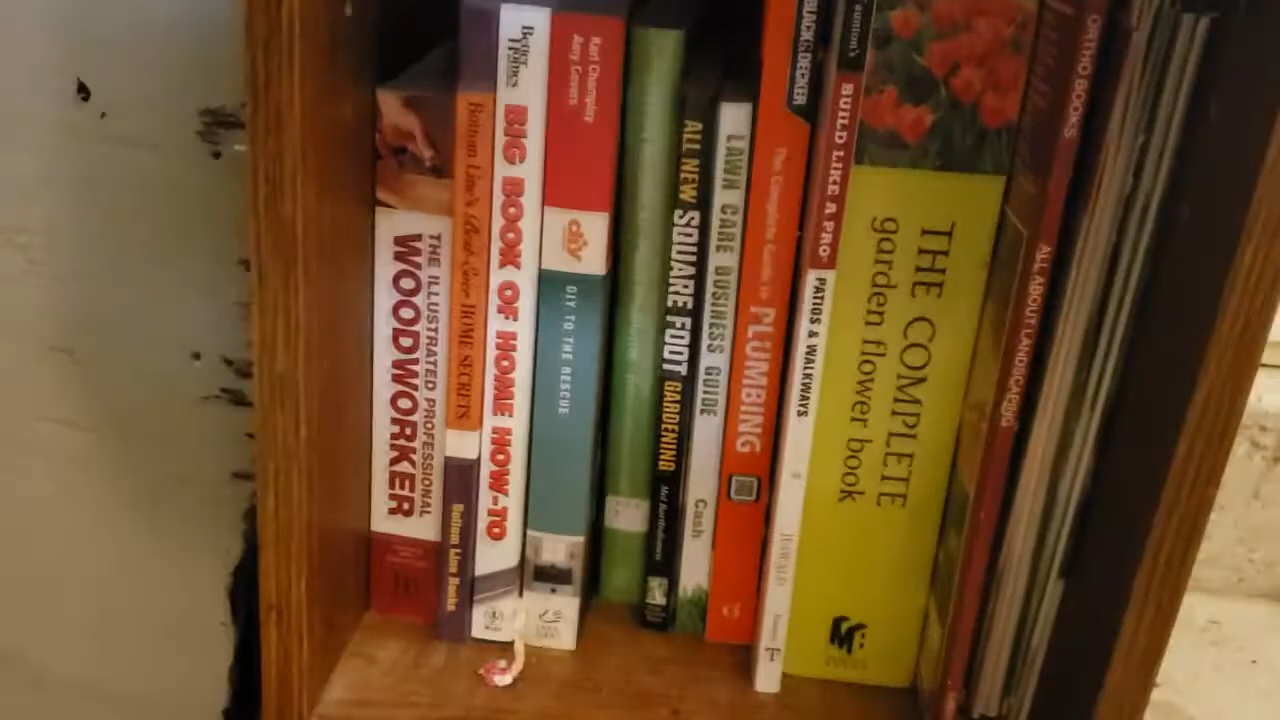 THE ILLUSTRATED PROFESSIONAL
WOODWORKER
Bottom Line's Best-Ever HOME SECRETS
Bottom Line Books
Better
Homes
BIG BOOK OF HOME HOW-TO
Karl Champley
Amy Devers
diy
DIY TO THE RESCUE
ALL NEW SQUARE FOOT GARDENING
Mel Bartholomew
LAWN CARE BUSINESS GUIDE
Cash
BLACK & DECKER
The Complete Guide to PLUMBING
Taunton's
BUILD LIKE A PRO
PATIOS & WALKWAYS
THE COMPLETE
garden flower book
ORTHO BOOKS
ALL ABOUT LANDSCAPING